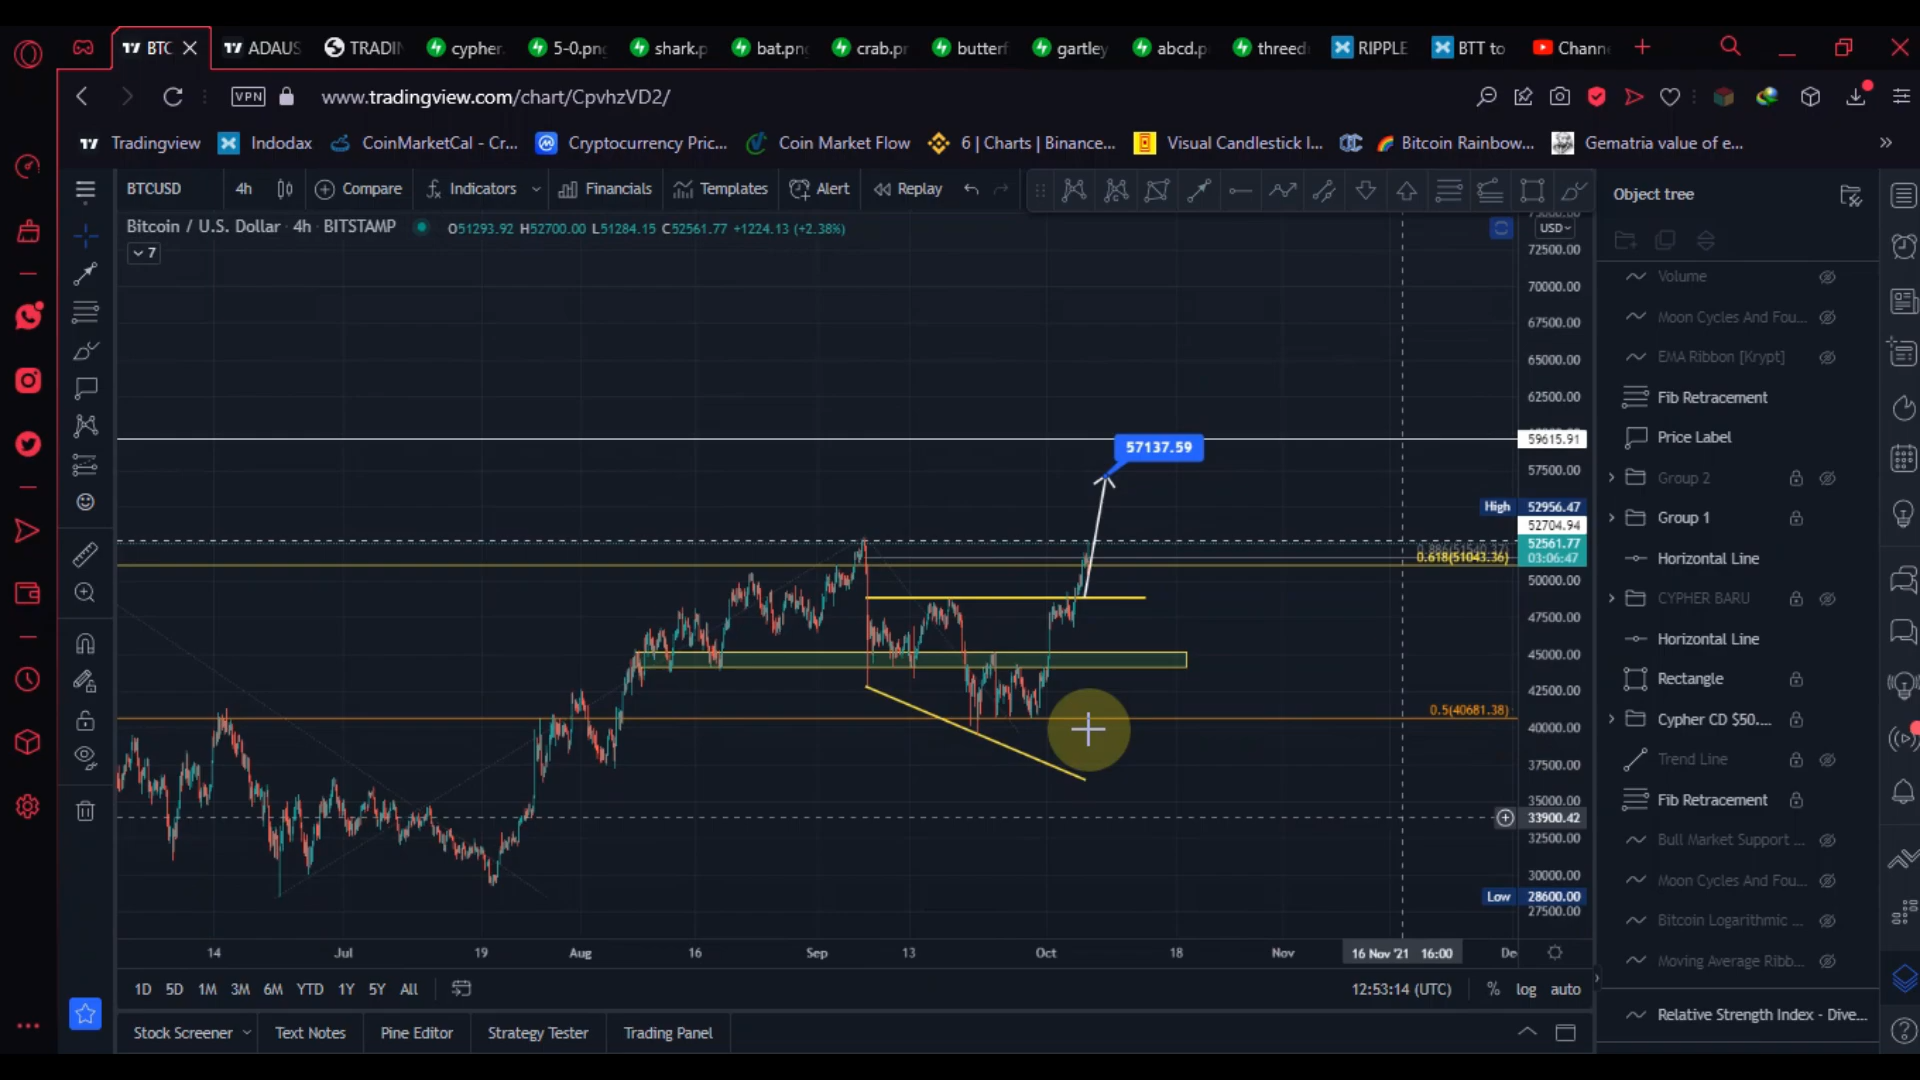 BTC
ADAUS
TRADIN
cypher.
5-0.png
shark.p
bat.png
crab.pr
butterf
gartley
abcd.p
threed
RIPPLE
BTT to
Chann
VPN
www.tradingview.com/chart/CpvhzVD2/
Tradingview
Indodax
CoinMarketCal - Cr...
Cryptocurrency Pric...
Coin Market Flow
6 | Charts | Binance...
Visual Candlestick I...
Bitcoin Rainbow...
Gematria value of e...
BTCUSD
4h
Compare
Indicators
Financials
Templates
Alert
Replay
Object tree
Bitcoin / U.S. Dollar · 4h · BITSTAMP
O51293.92 H52700.00 L51284.15 C52561.77 +1224.13 (+2.38%)
7
USD
72500.00
70000.00
67500.00
65000.00
62500.00
59615.91
57137.59
57500.00
High 52956.47
52704.94
52561.77
0.618(51043.36)
03:06:47
50000.00
47500.00
45000.00
42500.00
0.5(40681.38)
40000.00
37500.00
35000.00
33900.42
32500.00
30000.00
Low 28600.00
27500.00
14
Jul
19
Aug
16
Sep
13
Oct
18
Nov
16 Nov '21 16:00
De
Volume
Moon Cycles And Fou...
EMA Ribbon [Krypt]
Fib Retracement
Price Label
Group 2
Group 1
Horizontal Line
CYPHER BARU
Horizontal Line
Rectangle
Cypher CD $50....
Trend Line
Fib Retracement
Bull Market Support ...
Moon Cycles And Fou...
Bitcoin Logarithmic ...
Moving Average Ribb...
Relative Strength Index - Dive...
1D
5D
1M
3M
6M
YTD
1Y
5Y
All
12:53:14 (UTC)
%
log
auto
Stock Screener
Text Notes
Pine Editor
Strategy Tester
Trading Panel